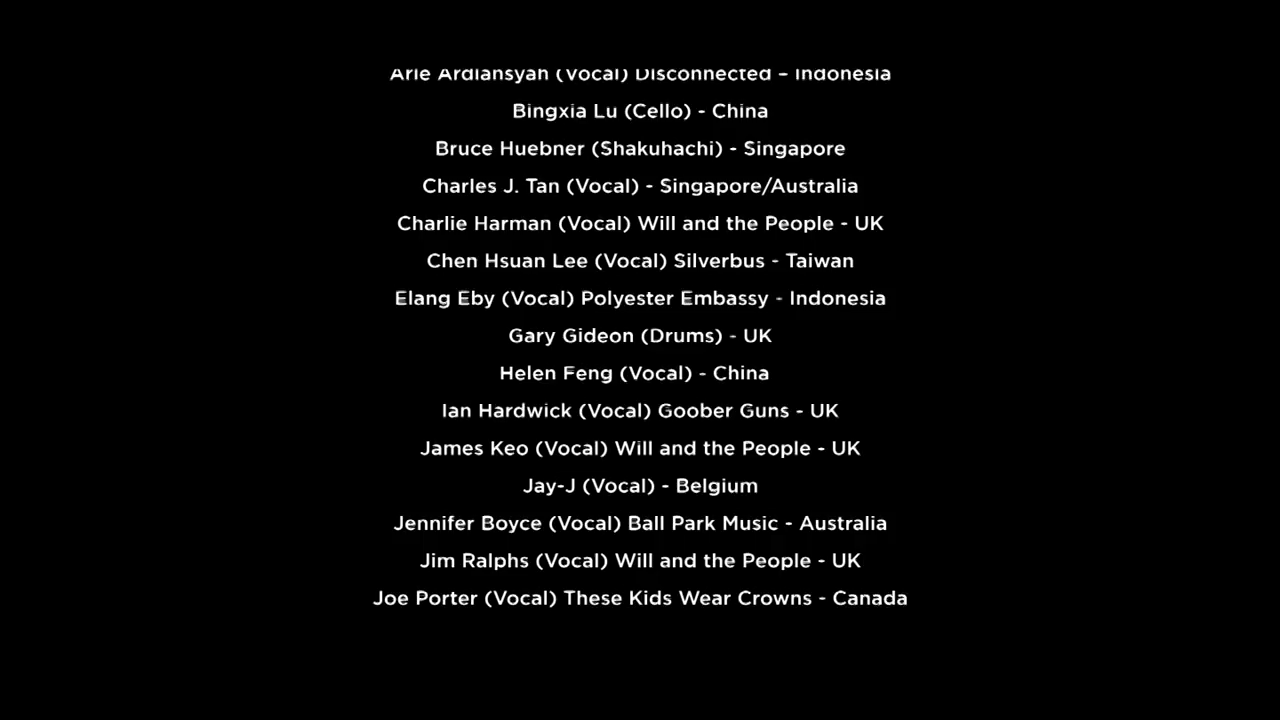 Arie Ardiansyah (Vocal) Disconnected - Indonesia
Bingxia Lu (Cello) - China
Bruce Huebner (Shakuhachi) - Singapore
Charles J. Tan (Vocal) - Singapore/Australia
Charlie Harman (Vocal) Will and the People - UK
Chen Hsuan Lee (Vocal) Silverbus - Taiwan
Elang Eby (Vocal) Polyester Embassy - Indonesia
Gary Gideon (Drums) - UK
Helen Feng (Vocal) - China
Ian Hardwick (Vocal) Goober Guns - UK
James Keo (Vocal) Will and the People - UK
Jay-J (Vocal) - Belgium
Jennifer Boyce (Vocal) Ball Park Music - Australia
Jim Ralphs (Vocal) Will and the People - UK
Joe Porter (Vocal) These Kids Wear Crowns - Canada